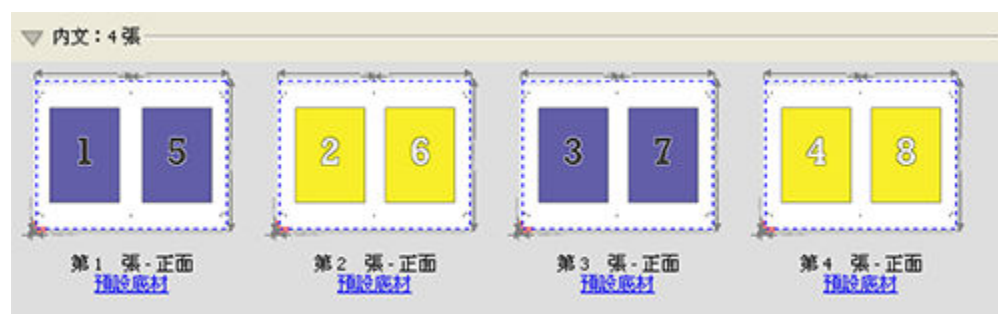 內文：4 張
1 5 2 6 3 7 4 8
第 1 張 - 正面 第 2 張 - 正面 第 3 張 - 正面 第 4 張 - 正面
預設底材 預設底材 預設底材 預設底材